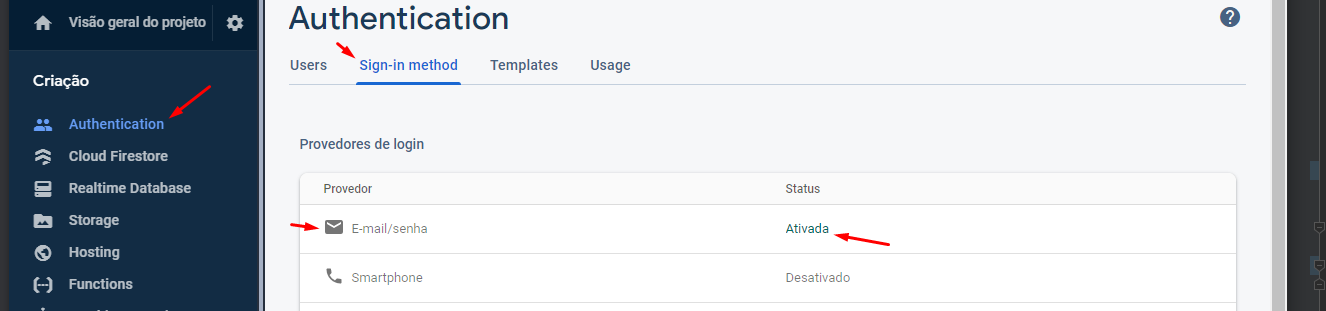 Visão geral do projeto
Authentication
Users Sign-in method Templates Usage
Criação
Authentication
Cloud Firestore
Realtime Database
Storage
Hosting
Functions
Provedores de login
Provedor Status
E-mail/senha Ativada
Smartphone Desativado